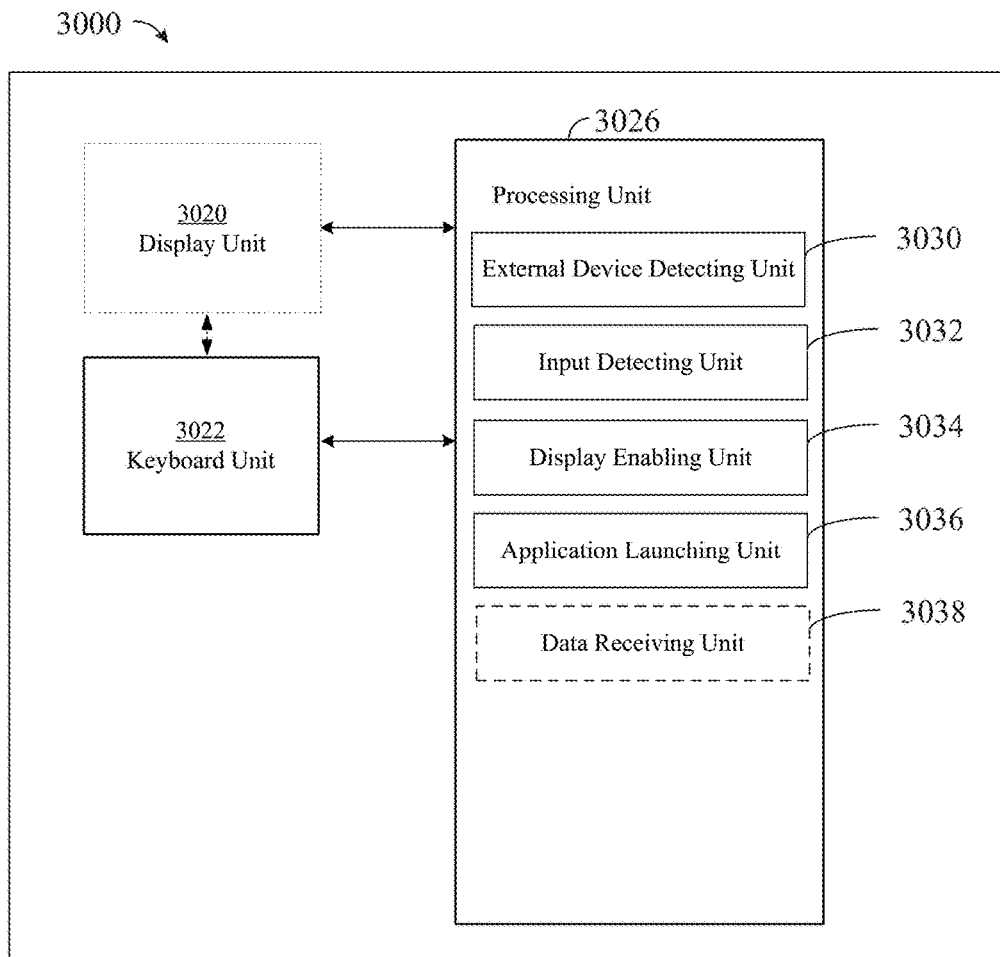 3000
3026
3020
Display Unit
3022
Keyboard Unit
Processing Unit
External Device Detecting Unit
3030
Input Detecting Unit
3032
Display Enabling Unit
3034
Application Launching Unit
3036
Data Receiving Unit
3038